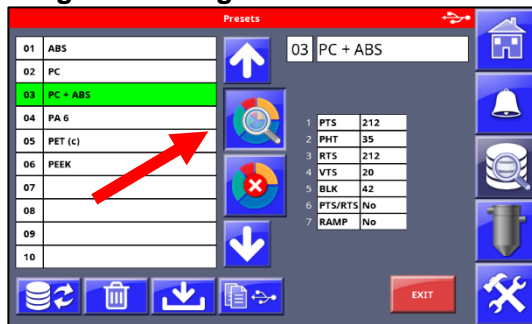 Presets
01 ABS
02 PC
03 PC + ABS
04 PA 6
05 PET (c)
06 PEEK
07
08
09
10
03 PC + ABS
1 PTS 212
2 PHT 35
3 RTS 212
4 VTS 20
5 BLK 42
6 PTS/RTS No
7 RAMP No
EXIT